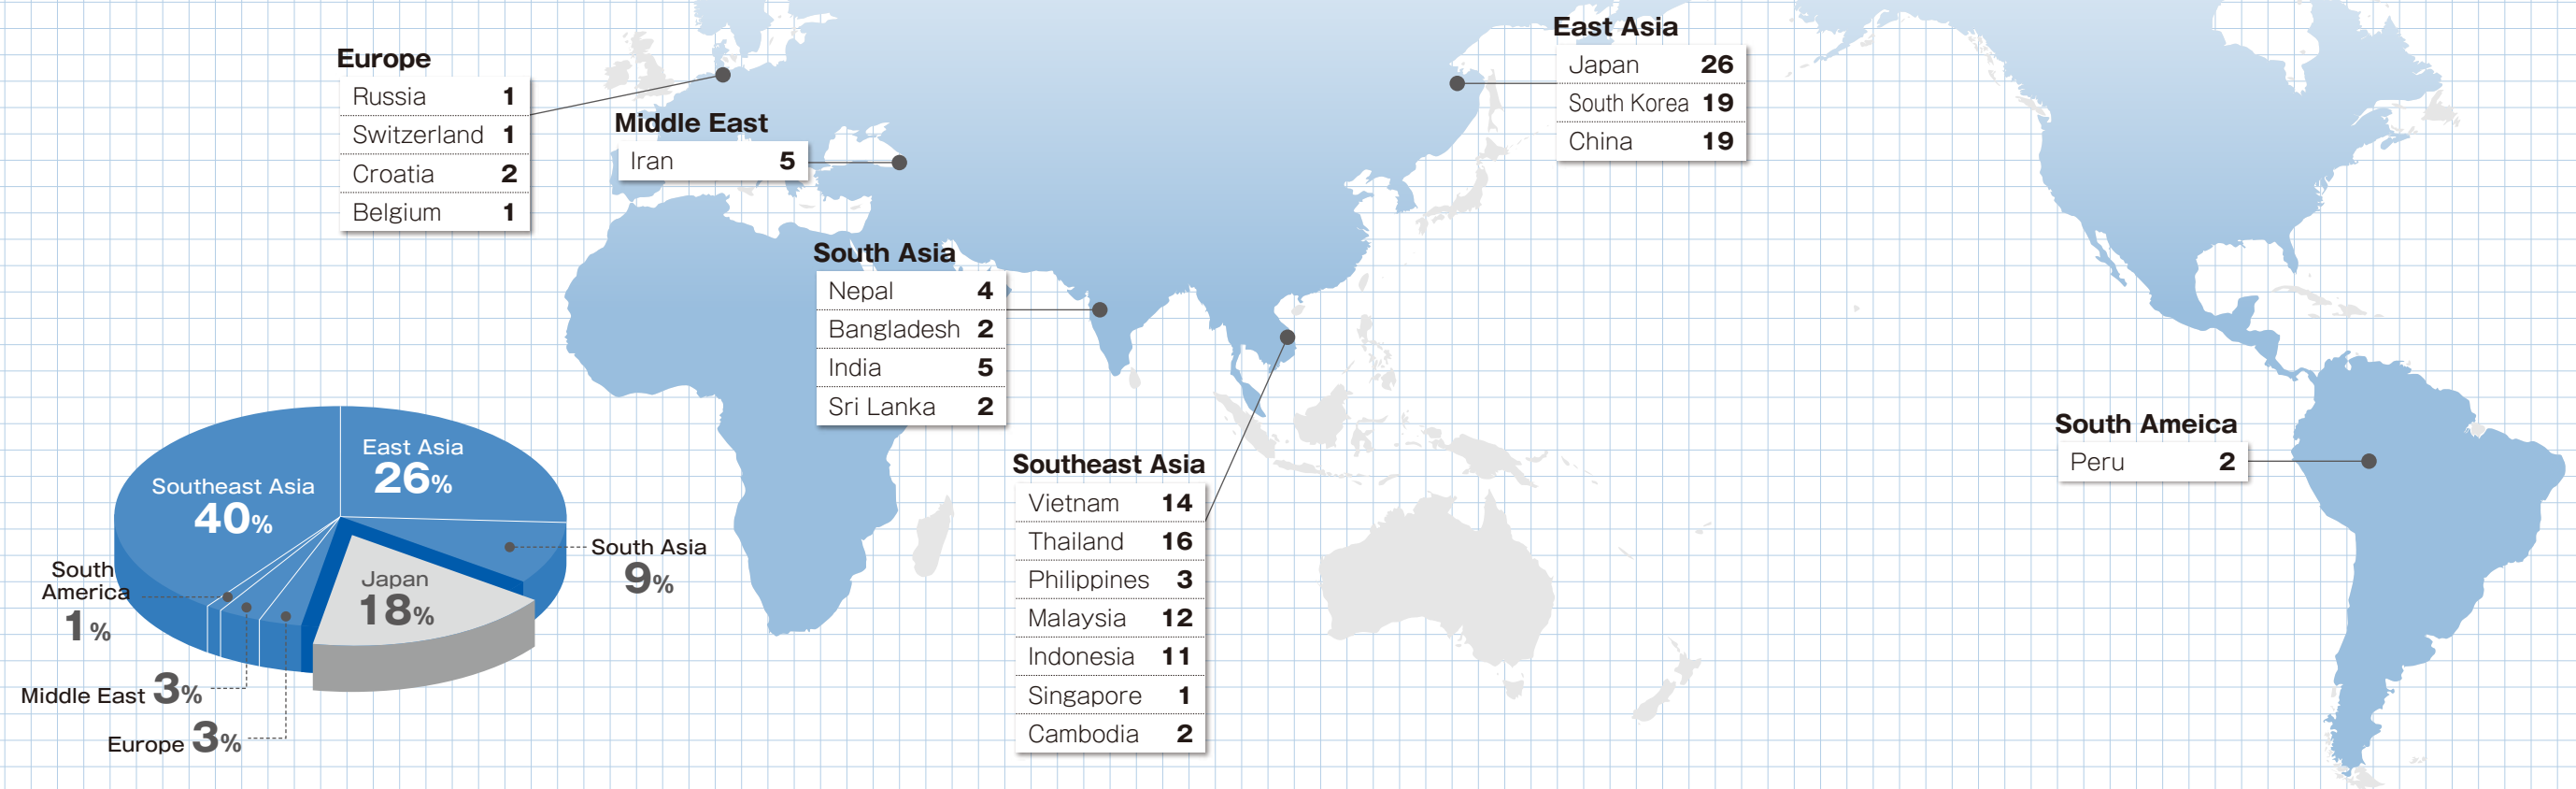 Europe
Russia 1
Switzerland 1
Croatia 2
Belgium 1
Middle East
Iran 5
East Asia
Japan 26
South Korea 19
China 19
South Asia
Nepal 4
Bangladesh 2
India 5
Sri Lanka 2
Southeast Asia
Vietnam 14
Thailand 16
Philippines 3
Malaysia 12
Indonesia 11
Singapore 1
Cambodia 2
South Ameica
Peru 2
East Asia
26%
Southeast Asia
40%
South Asia
9%
Japan
18%
South
America
1%
Middle East 3%
Europe 3%